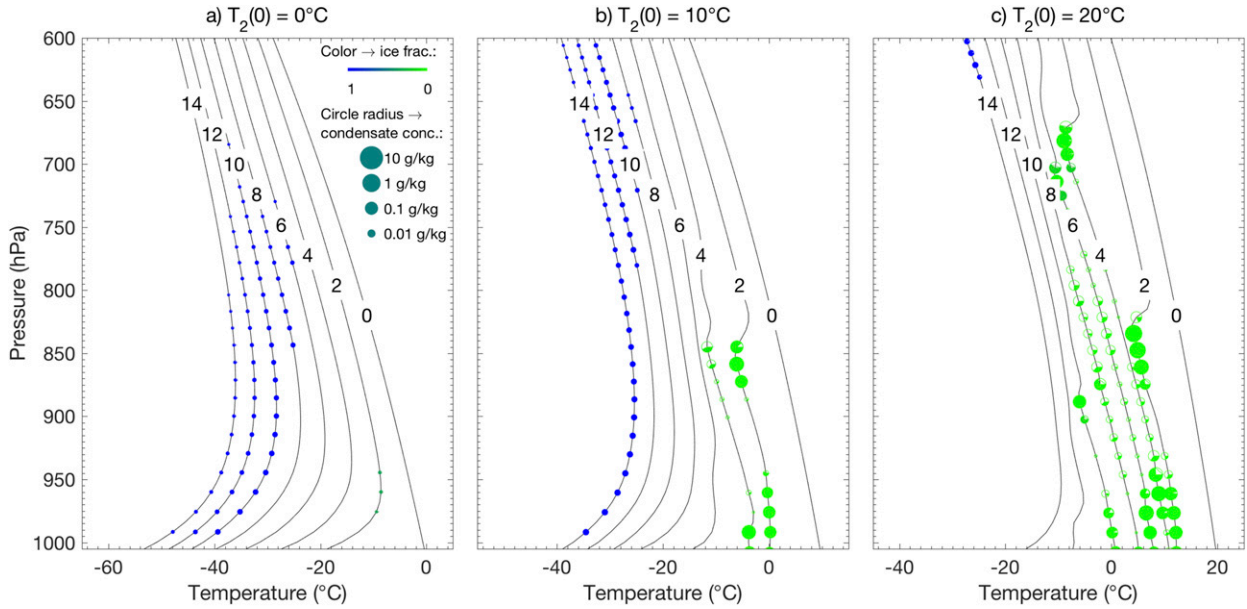 a) T₂(0) = 0°C
b) T₂(0) = 10°C
c) T₂(0) = 20°C
Pressure (hPa)
600
650
700
750
800
850
900
950
1000
Color → ice frac.:
1 0
Circle radius →
condensate conc.:
10 g/kg
1 g/kg
0.1 g/kg
0.01 g/kg
14
12
10
8
6
4
2
0
14
12
10
8
6
4
2
0
14
12
10
8
6
4
2
0
-60 -40 -20 0
-40 -20 0
-40 -20 0 20
Temperature (°C)
Temperature (°C)
Temperature (°C)